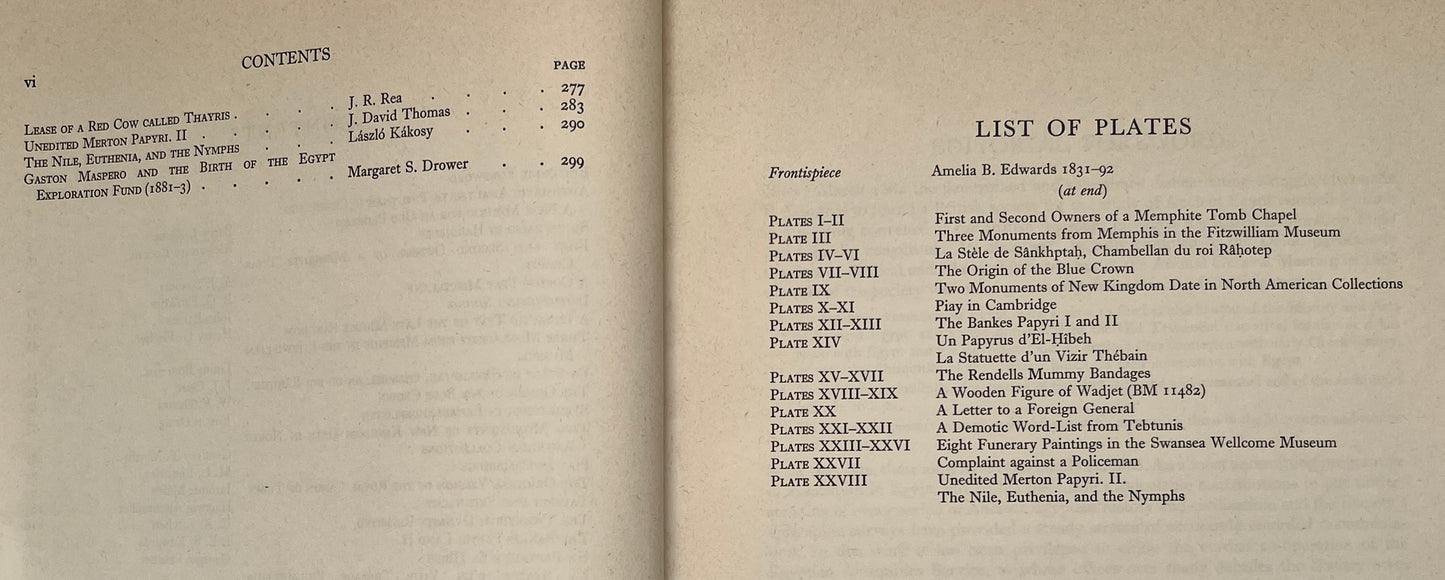 CONTENTS
vi
PAGE
LEASE OF A RED COW CALLED THAYRIS . . . . J. R. Rea . . . . 277
UNEDITED MERTON PAPYRI. II . . . . . J. David Thomas . . . 283
THE NILE, EUTHENIA, AND THE NYMPHS . . . . László Kákosy . . . 290
GASTON MASPERO AND THE BIRTH OF THE EGYPT
EXPLORATION FUND (1881–3) . . . . . Margaret S. Drower . . 299
LIST OF PLATES
Frontispiece Amelia B. Edwards 1831–92
(at end)
PLATES I–II First and Second Owners of a Memphite Tomb Chapel
PLATE III Three Monuments from Memphis in the Fitzwilliam Museum
PLATES IV–VI La Stèle de Sânkhptaḥ, Chambellan du roi Râḥotep
PLATES VII–VIII The Origin of the Blue Crown
PLATE IX Two Monuments of New Kingdom Date in North American Collections
PLATES X–XI Piay in Cambridge
PLATES XII–XIII The Bankes Papyri I and II
PLATE XIV Un Papyrus d'El-Ḥibeh
La Statuette d'un Vizir Thébain
PLATES XV–XVII The Rendells Mummy Bandages
PLATES XVIII–XIX A Wooden Figure of Wadjet (BM 11482)
PLATE XX A Letter to a Foreign General
PLATES XXI–XXII A Demotic Word-List from Tebtunis
PLATES XXIII–XXVI Eight Funerary Paintings in the Swansea Wellcome Museum
PLATE XXVII Complaint against a Policeman
PLATE XXVIII Unedited Merton Papyri. II.
The Nile, Euthenia, and the Nymphs